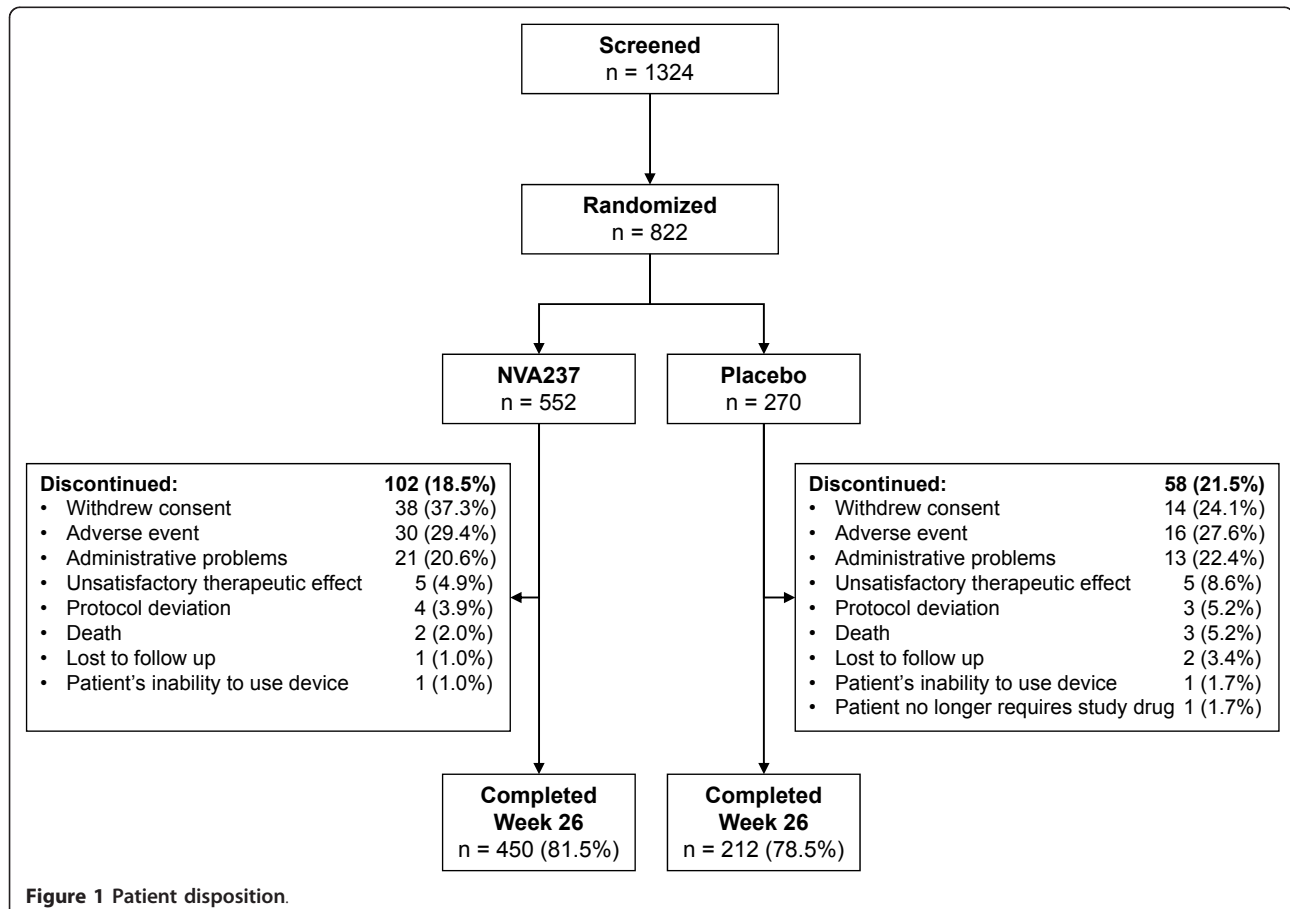 Screened
n = 1324
Randomized
n = 822
NVA237
n = 552
Placebo
n = 270
Discontinued: 102 (18.5%)
• Withdrew consent 38 (37.3%)
• Adverse event 30 (29.4%)
• Administrative problems 21 (20.6%)
• Unsatisfactory therapeutic effect 5 (4.9%)
• Protocol deviation 4 (3.9%)
• Death 2 (2.0%)
• Lost to follow up 1 (1.0%)
• Patient's inability to use device 1 (1.0%)
Discontinued: 58 (21.5%)
• Withdrew consent 14 (24.1%)
• Adverse event 16 (27.6%)
• Administrative problems 13 (22.4%)
• Unsatisfactory therapeutic effect 5 (8.6%)
• Protocol deviation 3 (5.2%)
• Death 3 (5.2%)
• Lost to follow up 2 (3.4%)
• Patient's inability to use device 1 (1.7%)
• Patient no longer requires study drug 1 (1.7%)
Completed
Week 26
n = 450 (81.5%)
Completed
Week 26
n = 212 (78.5%)
Figure 1 Patient disposition.